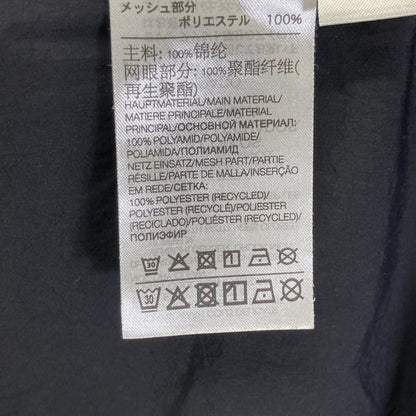 メッシュ部分
ポリエステル 100%
主料: 100%锦纶
网眼部分: 100%聚酯纤维(
再生聚酯)
HAUPTMATERIAL/MAIN MATERIAL/
MATIERE PRINCIPALE/MATERIAL
PRINCIPAL/ОСНОВНОЙ МАТЕРИАЛ:
100% POLYAMID/POLYAMIDE/
POLIAMIDA/ПОЛИАМИД
NETZ EINSATZ/MESH PART/PARTIE
RÉSILLE/PARTE DE MALLA/INSERÇÃO
EM REDE/СЕТКА:
100% POLYESTER (RECYCLED)/
POLYESTER (RECYCLÉ)/POLIESTER
(RECICLADO)/POLIÉSTER (RECYCLED)/
ПОЛИЭФИР
30
30